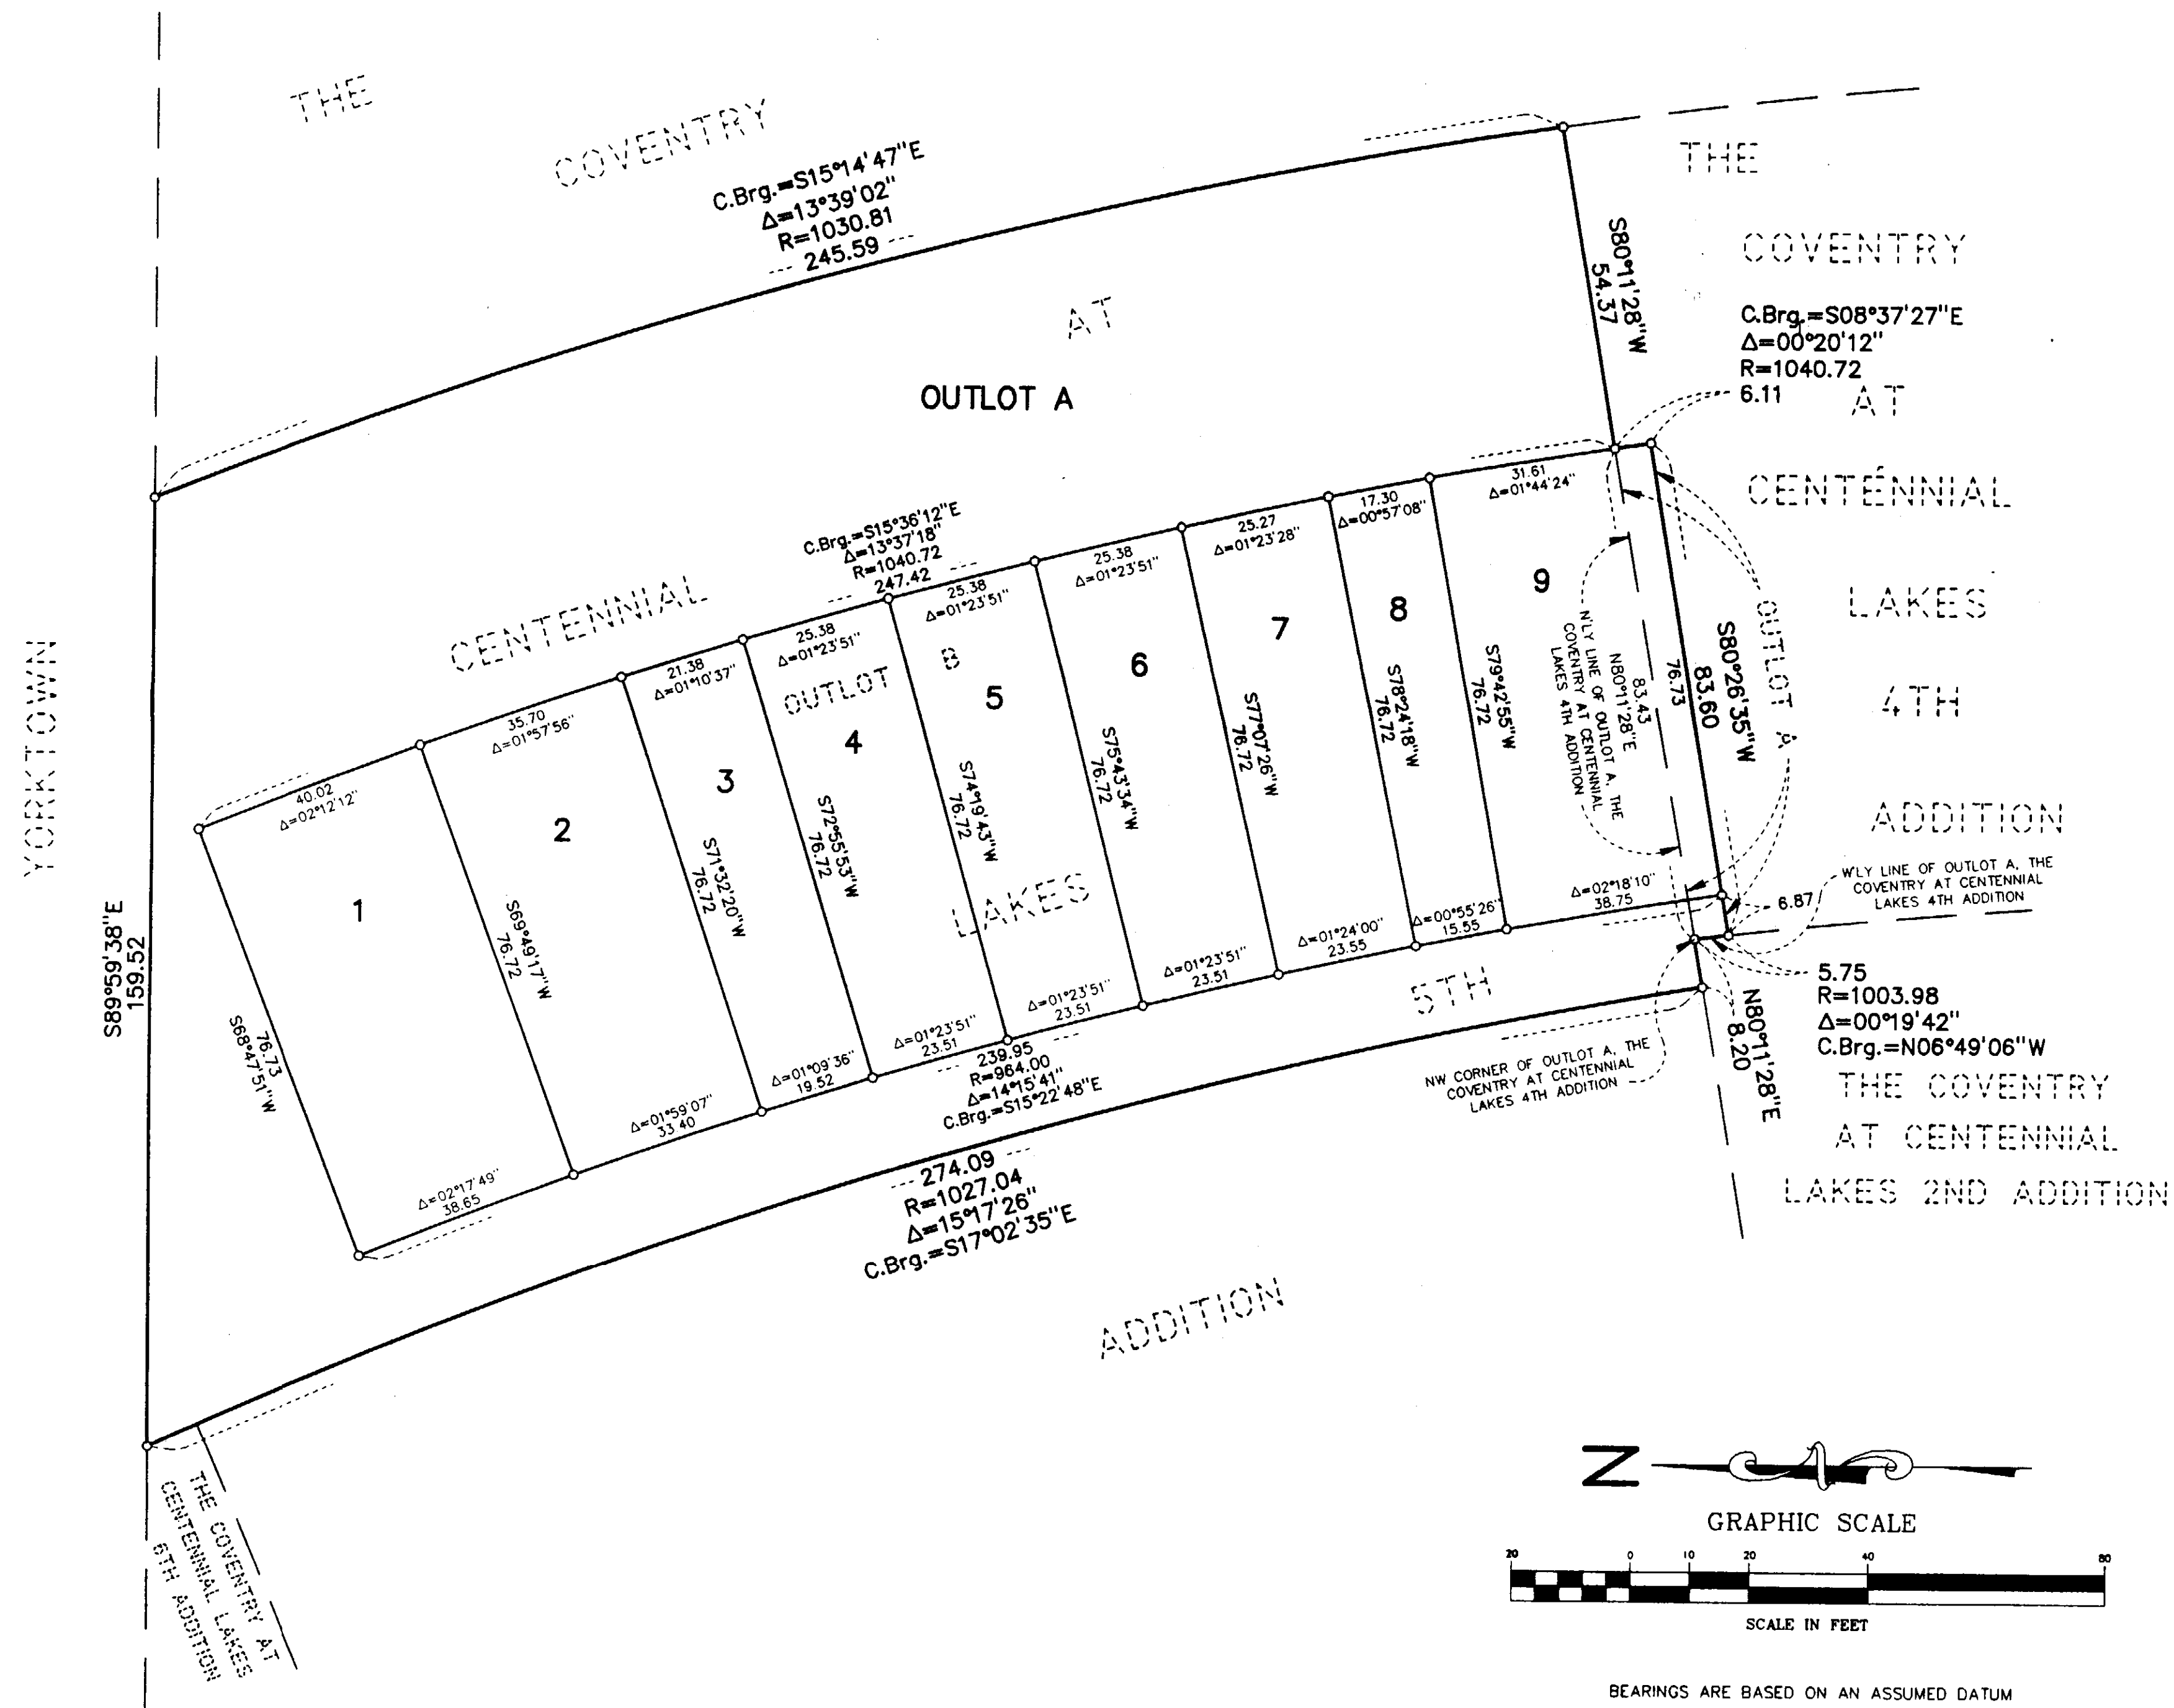 THE
COVENTRY
C.Brg.=S15°14'47"E
Δ=13°39'02"
R=1030.81
245.59
AT
OUTLOT A
S80°11'28"W
54.37
THE
COVENTRY
C.Brg.=S08°37'27"E
Δ=00°20'12"
R=1040.72
6.11
AT
CENTENNIAL
LAKES
4TH
ADDITION
C.Brg.=S15°36'12"E
Δ=13°37'18"
R=1040.72
247.42
CENTENNIAL
OUTLOT B
LAKES
5TH
ADDITION
YORKTOWN
S89°59'38"E
159.52
40.02
Δ=02°12'12"
35.70
Δ=01°57'56"
21.38
Δ=01°10'37"
25.38
Δ=01°23'51"
25.38
Δ=01°23'51"
25.38
Δ=01°23'51"
25.27
Δ=01°23'28"
17.30
Δ=00°57'08"
31.61
Δ=01°44'24"
1
2
3
4
5
6
7
8
9
76.73
S68°47'51"W
S69°49'17"W
76.72
S71°32'20"W
76.72
S72°55'53"W
76.72
S74°19'43"W
76.72
S75°43'34"W
76.72
S77°07'26"W
76.72
S78°24'18"W
76.72
S79°42'55"W
76.72
N'LY LINE OF OUTLOT A, THE
COVENTRY AT CENTENNIAL
LAKES 4TH ADDITION
83.43
N80°11'28"E
76.73
S80°26'35"W
83.60
OUTLOT A
Δ=02°17'49"
38.65
Δ=01°59'07"
33.40
Δ=01°09'36"
19.52
Δ=01°23'51"
23.51
Δ=01°23'51"
23.51
Δ=01°23'51"
23.51
Δ=01°24'00"
23.55
Δ=00°55'26"
15.55
Δ=02°18'10"
38.75
239.95
R=964.00
Δ=14°15'41"
C.Brg.=S15°22'48"E
274.09
R=1027.04
Δ=15°17'26"
C.Brg.=S17°02'35"E
W'LY LINE OF OUTLOT A, THE
COVENTRY AT CENTENNIAL
LAKES 4TH ADDITION
6.87
5.75
R=1003.98
Δ=00°19'42"
C.Brg.=N06°49'06"W
N80°11'28"E
8.20
NW CORNER OF OUTLOT A, THE
COVENTRY AT CENTENNIAL
LAKES 4TH ADDITION
THE COVENTRY
AT CENTENNIAL
LAKES 2ND ADDITION
THE COVENTRY AT
CENTENNIAL LAKES
6TH ADDITION
N
GRAPHIC SCALE
20 0 10 20 40 80
SCALE IN FEET
BEARINGS ARE BASED ON AN ASSUMED DATUM